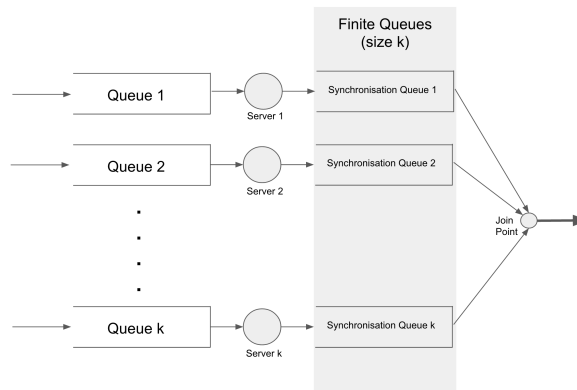 Finite Queues
(size k)
Queue 1
Server 1
Synchronisation Queue 1
Queue 2
Server 2
Synchronisation Queue 2
Join
Point
Queue k
Server k
Synchronisation Queue k